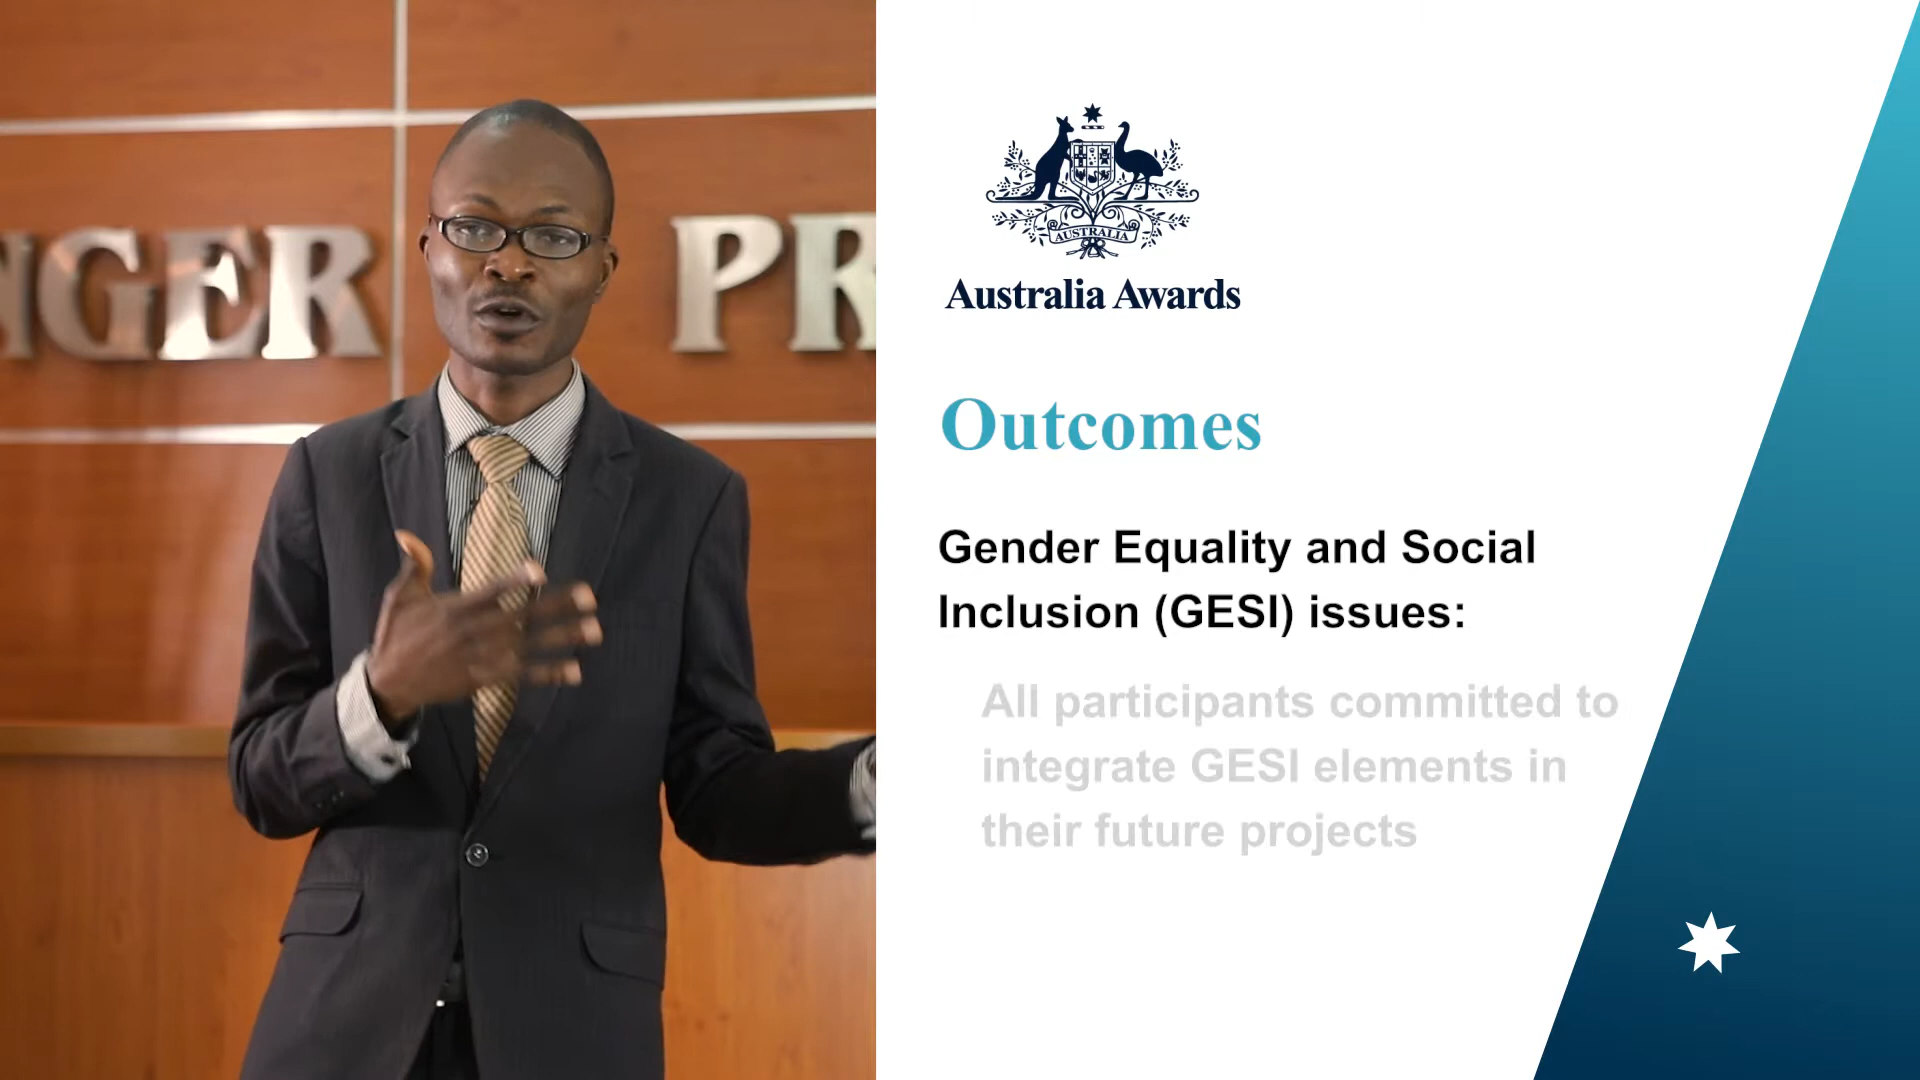 NGER PR
AUSTRALIA
Australia Awards
Outcomes
Gender Equality and Social
Inclusion (GESI) issues:
All participants committed to
integrate GESI elements in
their future projects